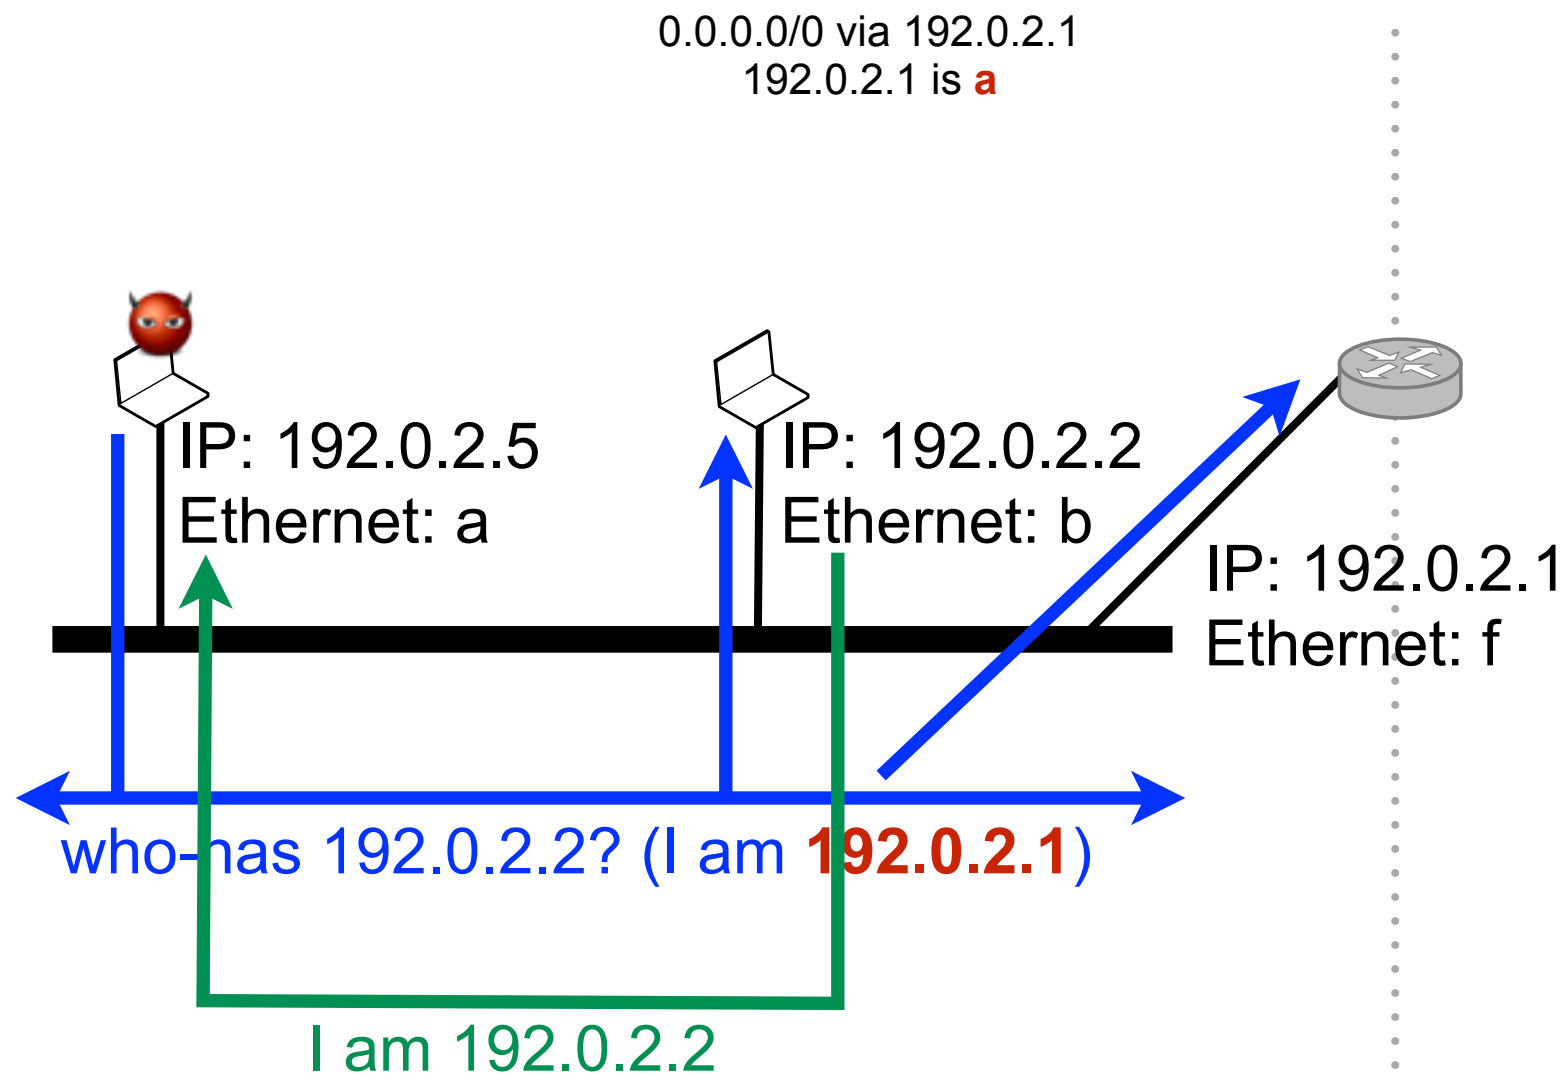 0.0.0.0/0 via 192.0.2.1
192.0.2.1 is a
IP: 192.0.2.5
Ethernet: a
IP: 192.0.2.2
Ethernet: b
IP: 192.0.2.1
Ethernet: f
who-has 192.0.2.2? (I am 192.0.2.1)
I am 192.0.2.2